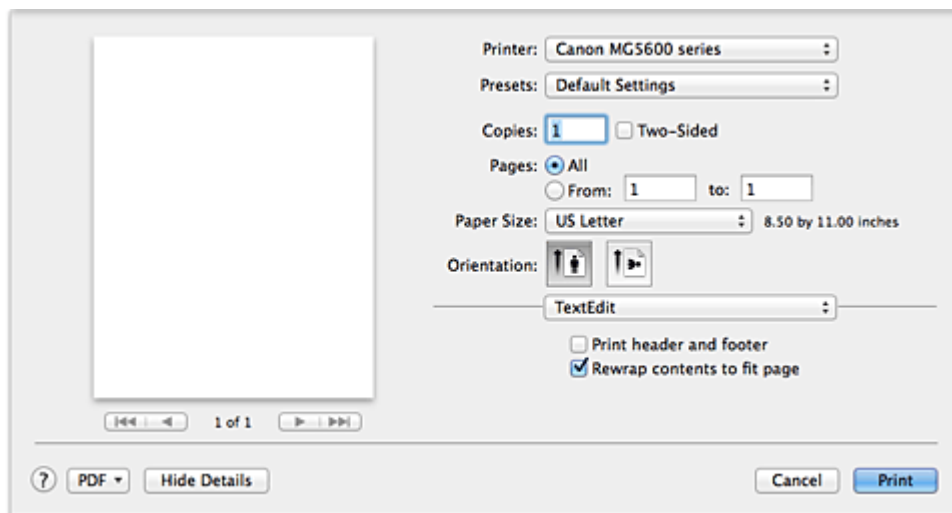 Printer: Canon MG5600 series
Presets: Default Settings
Copies: 1 Two-Sided
Pages: All
From: 1 to: 1
Paper Size: US Letter 8.50 by 11.00 inches
Orientation:
TextEdit
Print header and footer
Rewrap contents to fit page
1 of 1
? PDF Hide Details Cancel Print